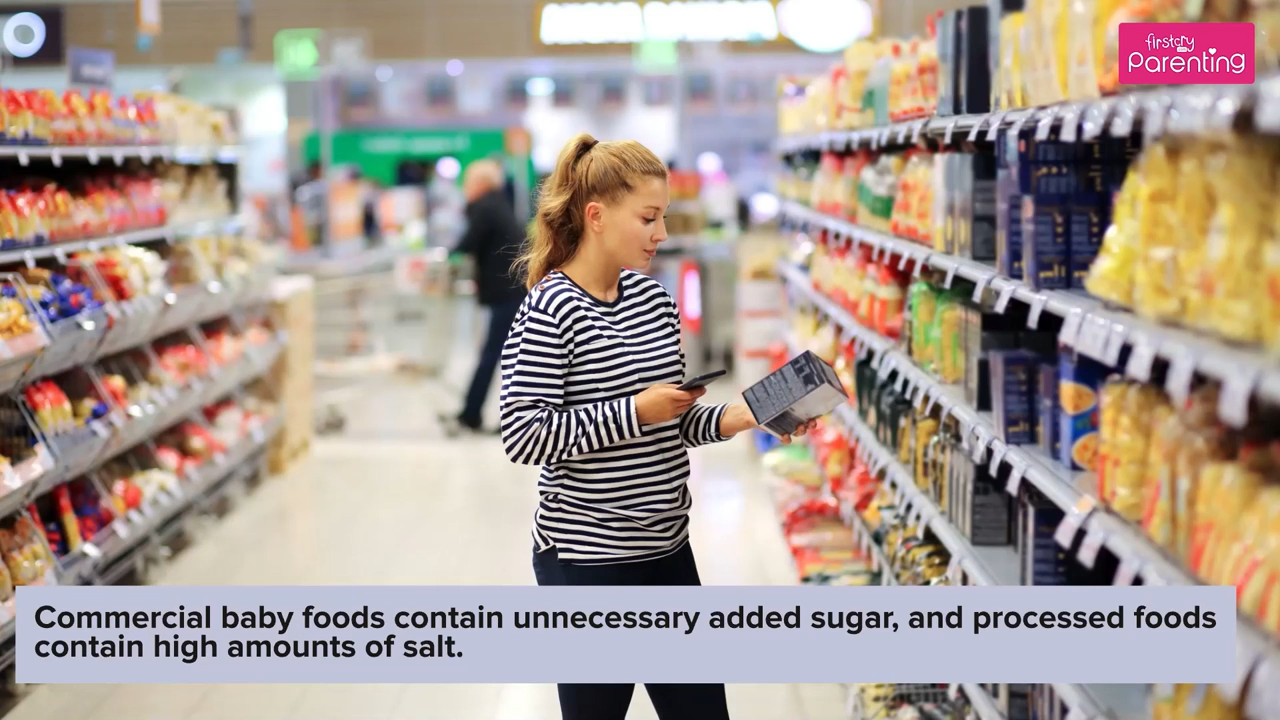 firstcry
Parenting
Commercial baby foods contain unnecessary added sugar, and processed foods
contain high amounts of salt.